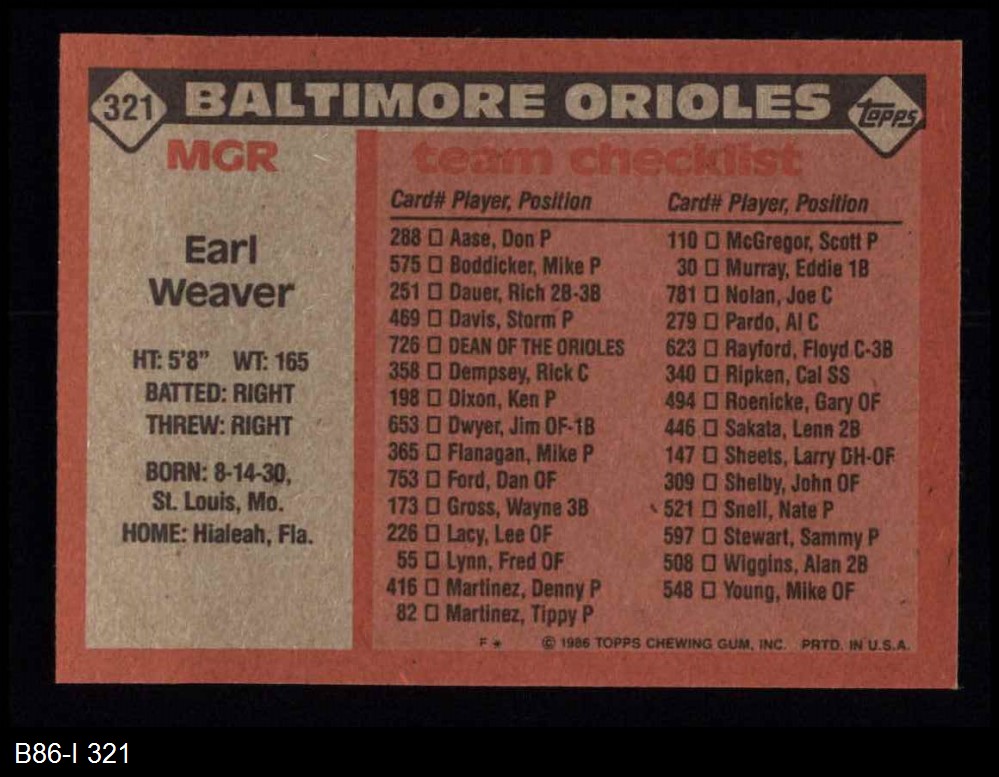 321 BALTIMORE ORIOLES topps
MGR
Earl
Weaver
HT: 5'8" WT: 165
BATTED: RIGHT
THREW: RIGHT
BORN: 8-14-30,
St. Louis, Mo.
HOME: Hialeah, Fla.
team checklist
Card# Player, Position
288 □ Aase, Don P
575 □ Boddicker, Mike P
251 □ Dauer, Rich 2B-3B
469 □ Davis, Storm P
726 □ DEAN OF THE ORIOLES
358 □ Dempsey, Rick C
198 □ Dixon, Ken P
653 □ Dwyer, Jim OF-1B
365 □ Flanagan, Mike P
753 □ Ford, Dan OF
173 □ Gross, Wayne 3B
226 □ Lacy, Lee OF
55 □ Lynn, Fred OF
416 □ Martinez, Denny P
82 □ Martinez, Tippy P
Card# Player, Position
110 □ McGregor, Scott P
30 □ Murray, Eddie 1B
781 □ Nolan, Joe C
279 □ Pardo, Al C
623 □ Rayford, Floyd C-3B
340 □ Ripken, Cal SS
494 □ Roenicke, Gary OF
446 □ Sakata, Lenn 2B
147 □ Sheets, Larry DH-OF
309 □ Shelby, John OF
521 □ Snell, Nate P
597 □ Stewart, Sammy P
508 □ Wiggins, Alan 2B
548 □ Young, Mike OF
F * © 1986 TOPPS CHEWING GUM, INC. PRTD. IN U.S.A.
B86-I 321